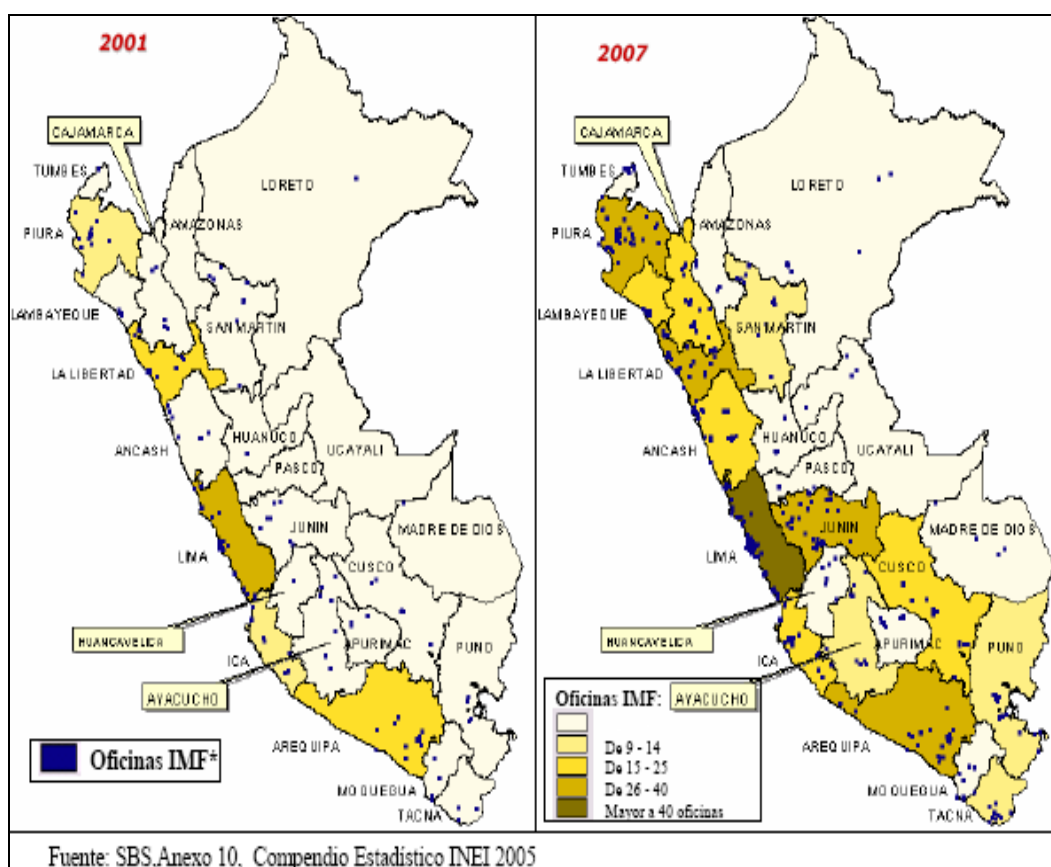 2001
CAJAMARCA
TUMBES
LORETO
AMAZONAS
PIURA
LAMBAYEQUE
SAN MARTIN
LA LIBERTAD
ANCASH
HUANUCO
UCAYALI
PASCO
JUNIN
MADRE DE DIOS
LIMA
CUSCO
HUANCAVELICA
APURIMAC
PUNO
ICA
AYACUCHO
AREQUIPA
Oficinas IMF*
MOQUEGUA
TACNA
2007
CAJAMARCA
TUMBES
LORETO
AMAZONAS
PIURA
LAMBAYEQUE
SAN MARTIN
LA LIBERTAD
ANCASH
HUANUCO
UCAYALI
PASCO
JUNIN
MADRE DE DIOS
LIMA
CUSCO
HUANCAVELICA
APURIMAC
PUNO
ICA
AYACUCHO
Oficinas IMF:
De 9 - 14
De 15 - 25
De 26 - 40
Mayor a 40 oficinas
AREQUIPA
MOQUEGUA
TACNA
Fuente: SBS.Anexo 10, Compendio Estadístico INEI 2005